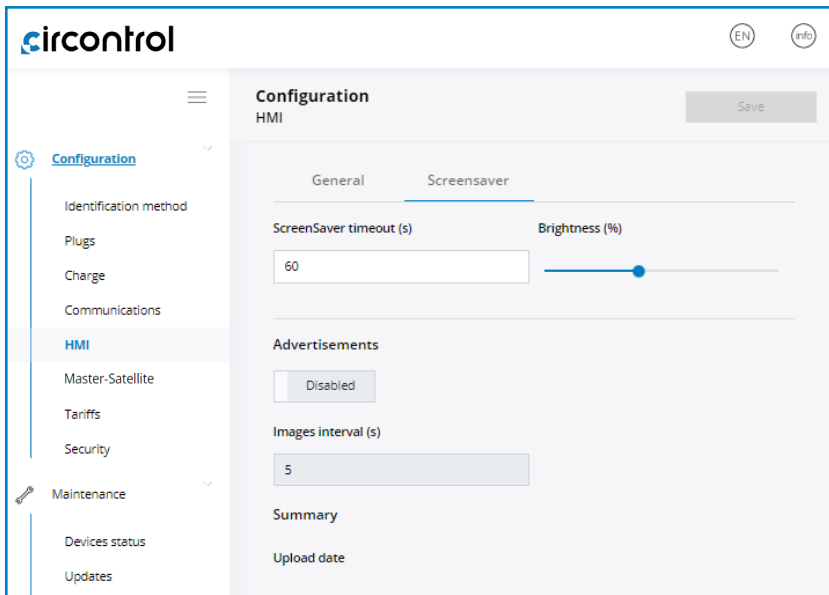 circontrol
EN
info
Configuration
HMI
Save
Configuration
Identification method
Plugs
Charge
Communications
HMI
Master-Satellite
Tariffs
Security
Maintenance
Devices status
Updates
General Screensaver
ScreenSaver timeout (s) Brightness (%)
60
Advertisements
Disabled
Images interval (s)
5
Summary
Upload date